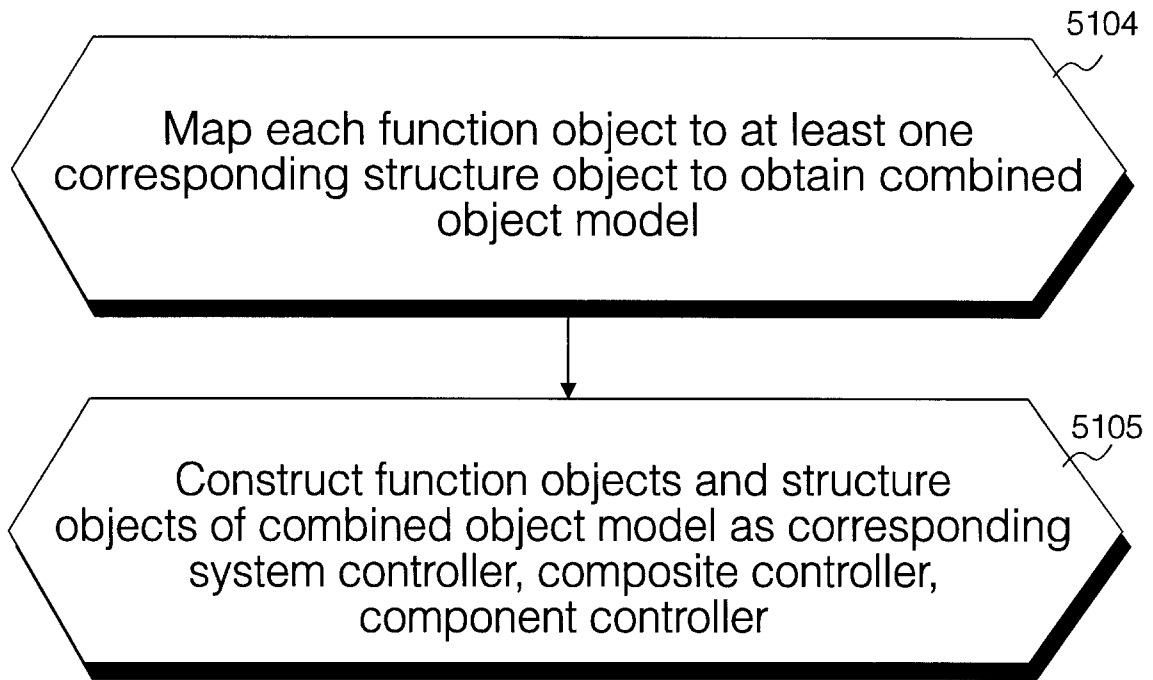 5104
Map each function object to at least one
corresponding structure object to obtain combined
object model
5105
Construct function objects and structure
objects of combined object model as corresponding
system controller, composite controller,
component controller